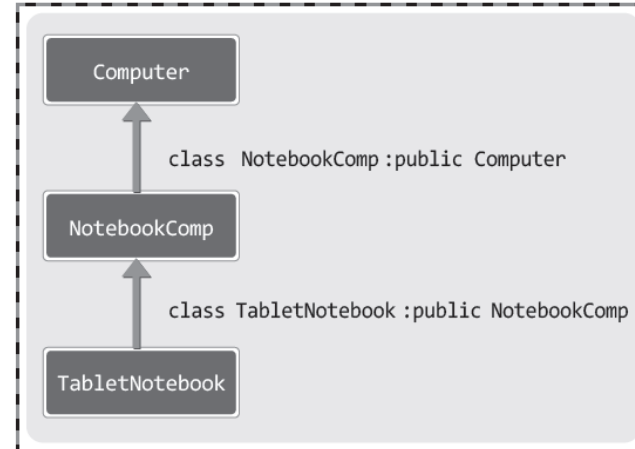 Computer
class NotebookComp :public Computer
NotebookComp
class TabletNotebook :public NotebookComp
TabletNotebook